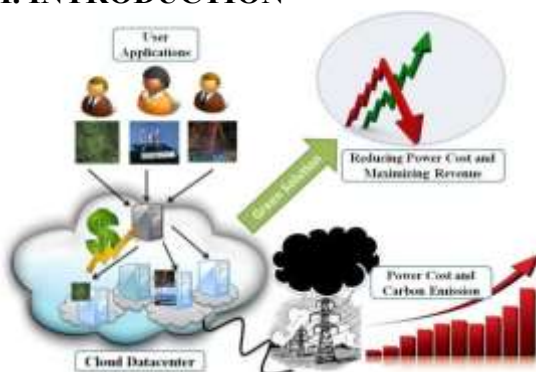 I. INTRODUCTION
User
Applications
Reducing Power Cost and
Maximizing Revenue
Green Solution
Power Cost and
Carbon Emission
Cloud Datacenter